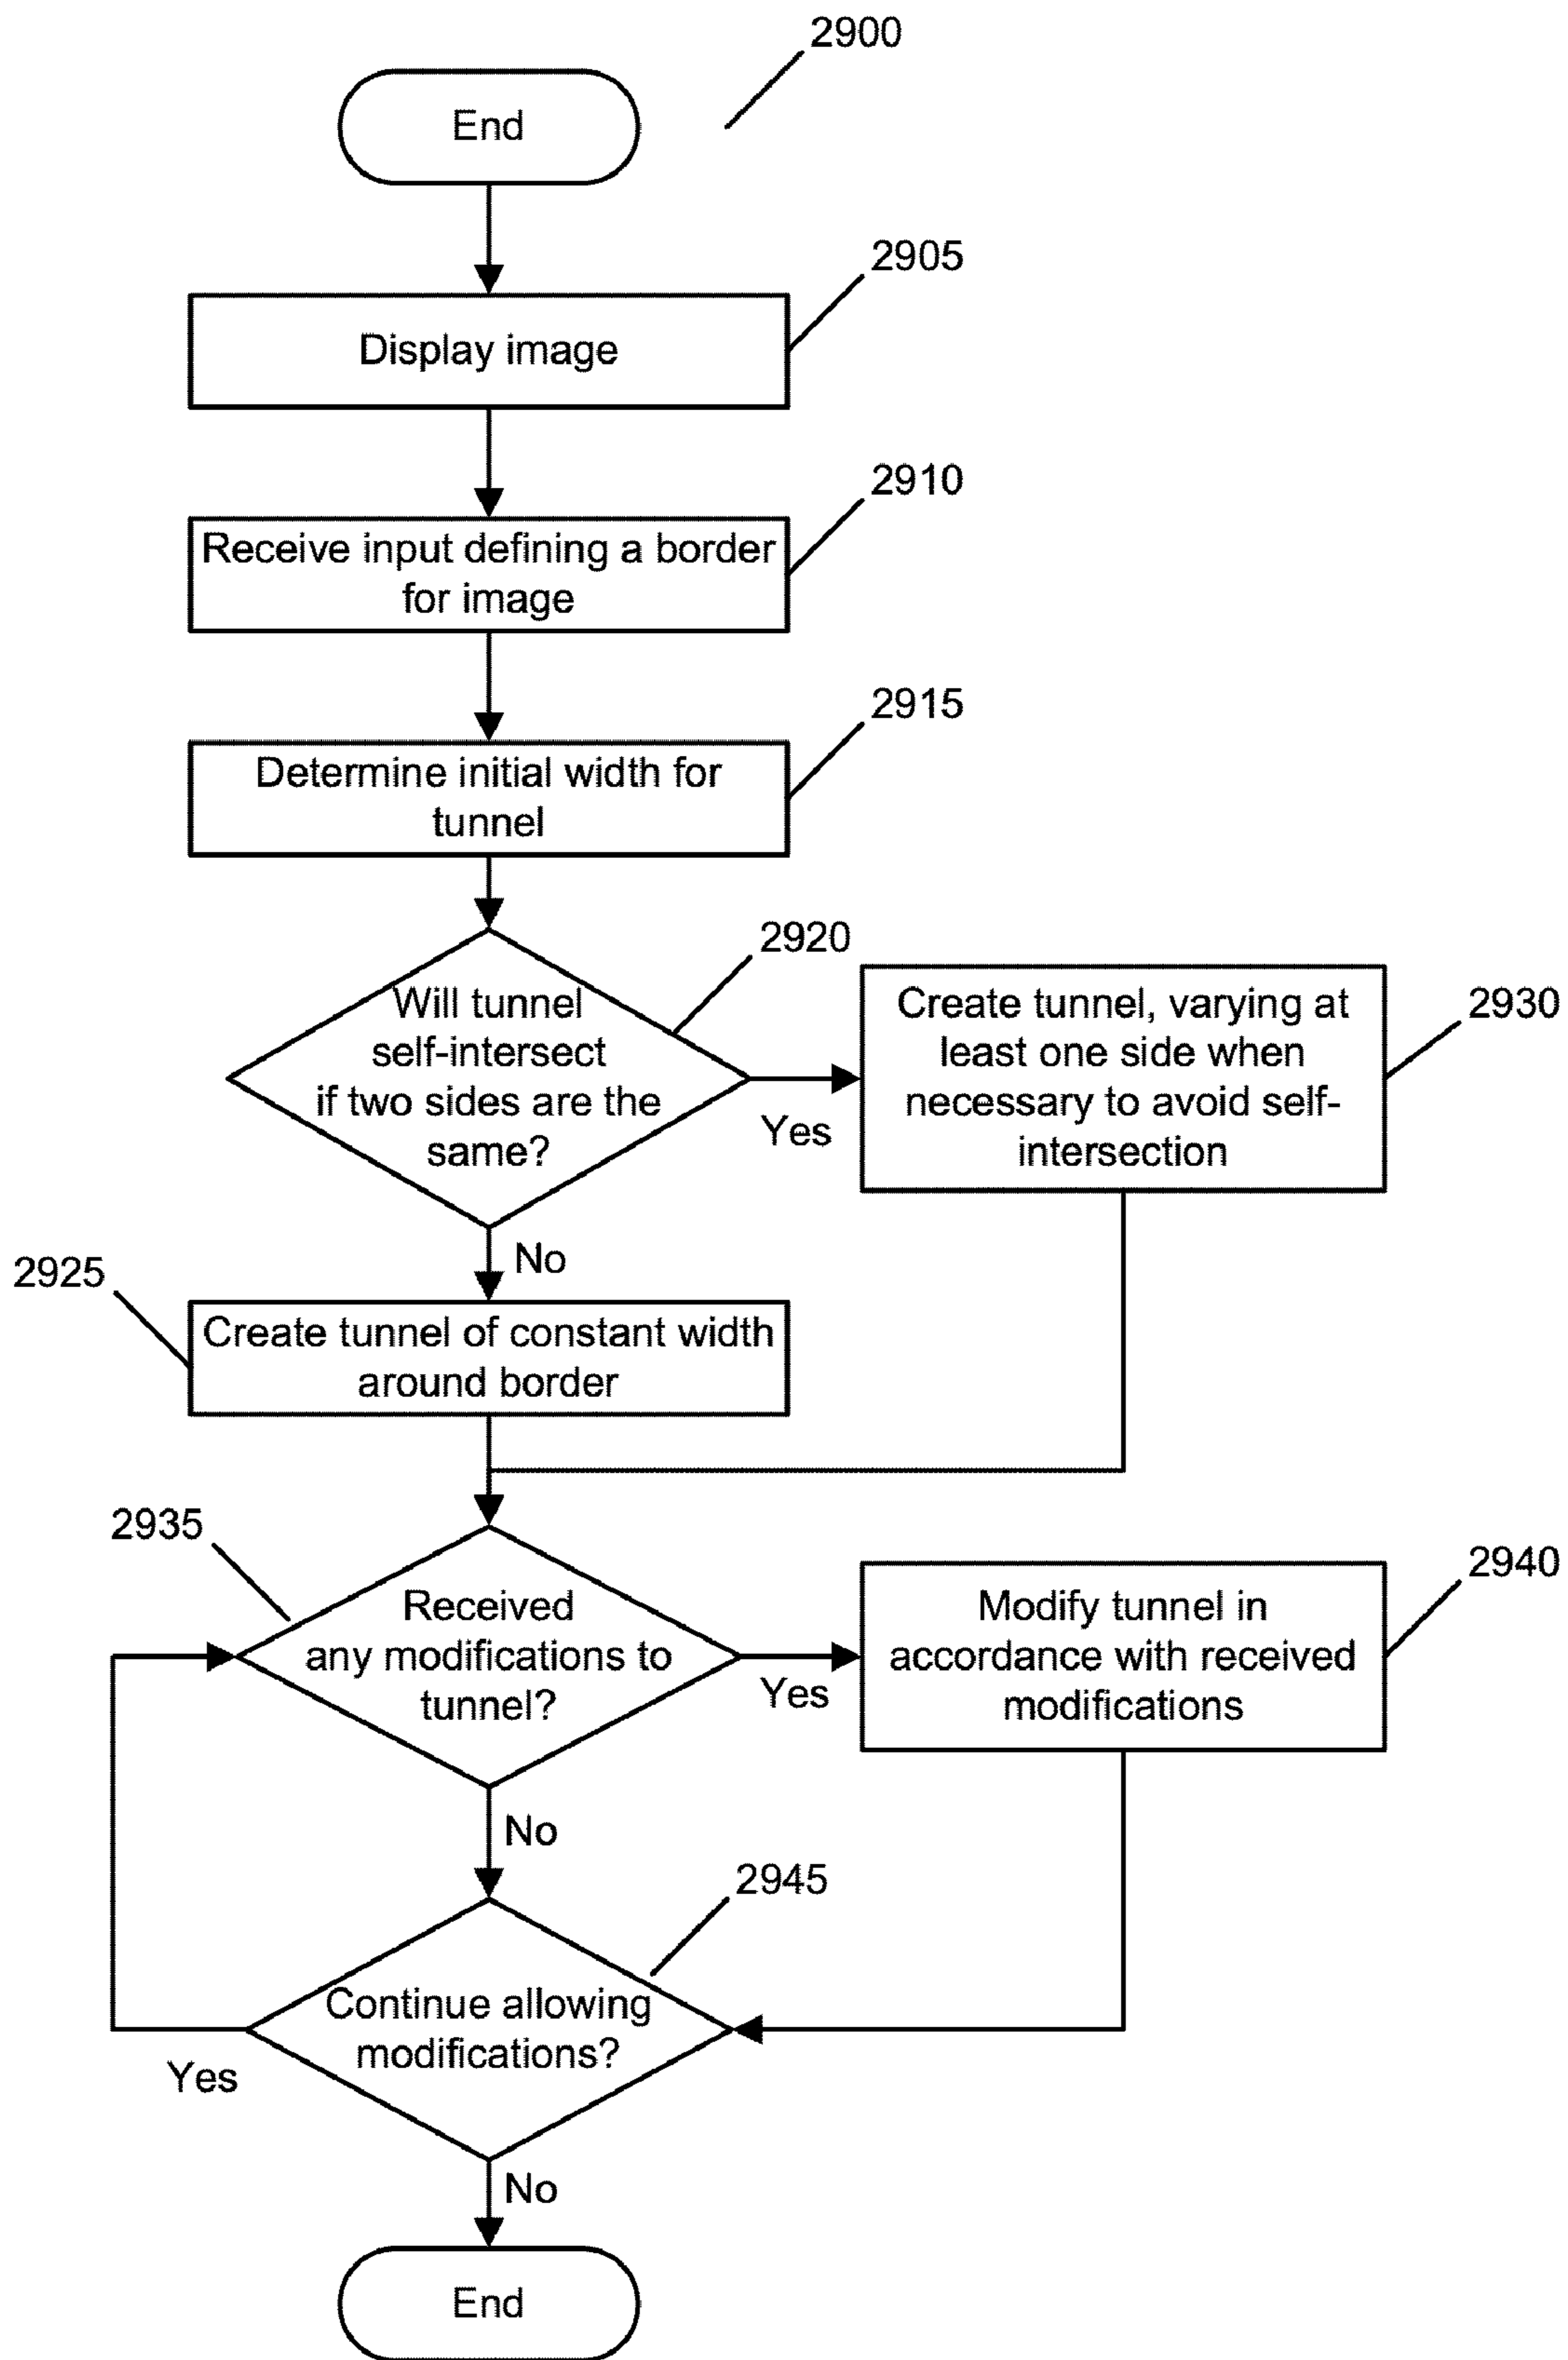 2900
End
2905
Display image
2910
Receive input defining a border
for image
2915
Determine initial width for
tunnel
2920
Will tunnel
self-intersect
if two sides are the
same?
Yes
2930
Create tunnel, varying at
least one side when
necessary to avoid self-
intersection
No
2925
Create tunnel of constant width
around border
2935
Received
any modifications to
tunnel?
Yes
2940
Modify tunnel in
accordance with received
modifications
No
2945
Continue allowing
modifications?
Yes
No
End